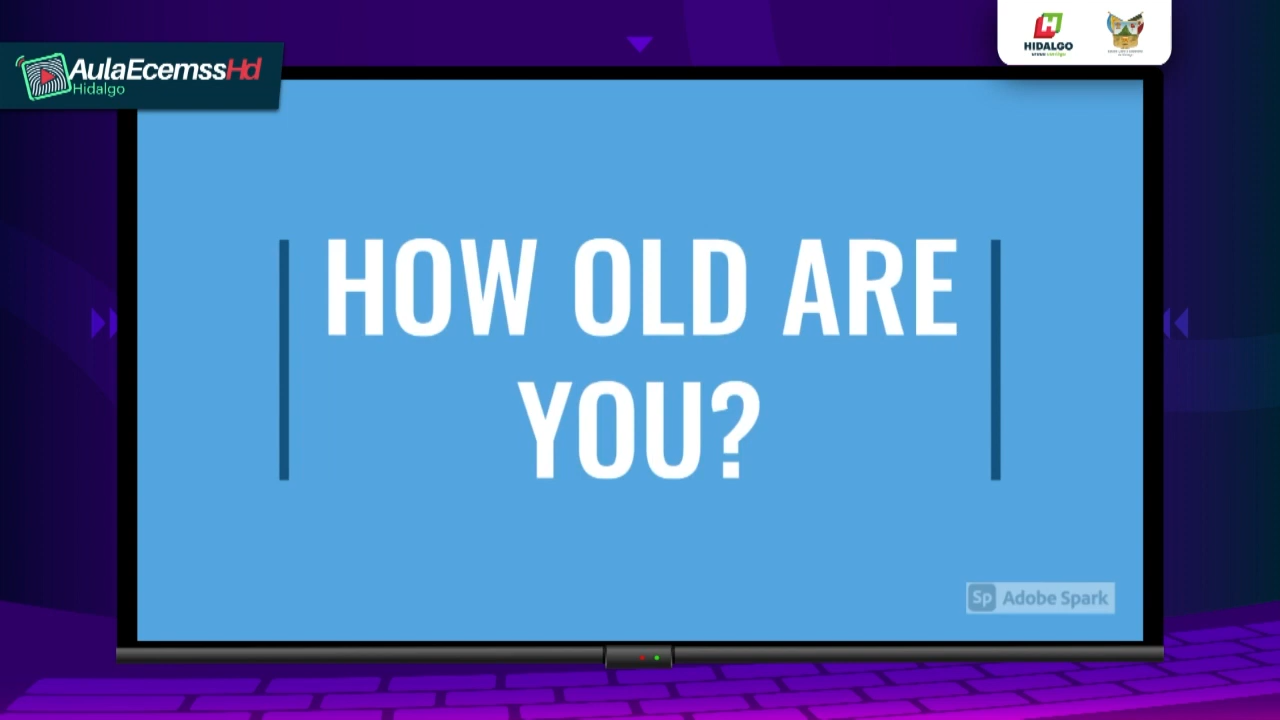 AulaEcemssHd
Hidalgo
H
HIDALGO
HOW OLD ARE
YOU?
Sp Adobe Spark